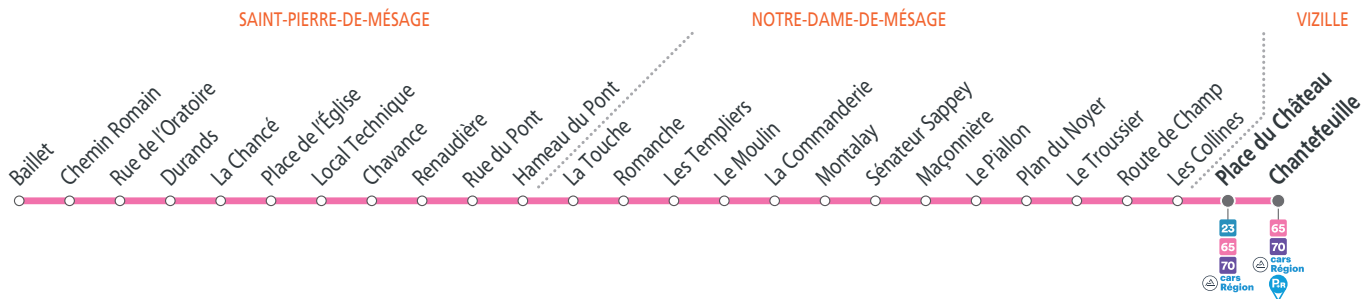 SAINT-PIERRE-DE-MÉSAGE
NOTRE-DAME-DE-MÉSAGE
VIZILLE
Baillet
Chemin Romain
Rue de l'Oratoire
Durands
La Chancé
Place de l'Église
Local Technique
Chavance
Renaudière
Rue du Pont
Hameau du Pont
La Touche
Romanche
Les Templiers
Le Moulin
La Commanderie
Montalay
Sénateur Sappey
Maçonnière
Le Piallon
Plan du Noyer
Le Troussier
Route de Champ
Les Collines
Place du Château
Chantefeuille
23
65
70
cars
Région
65
70
cars
Région
P+R